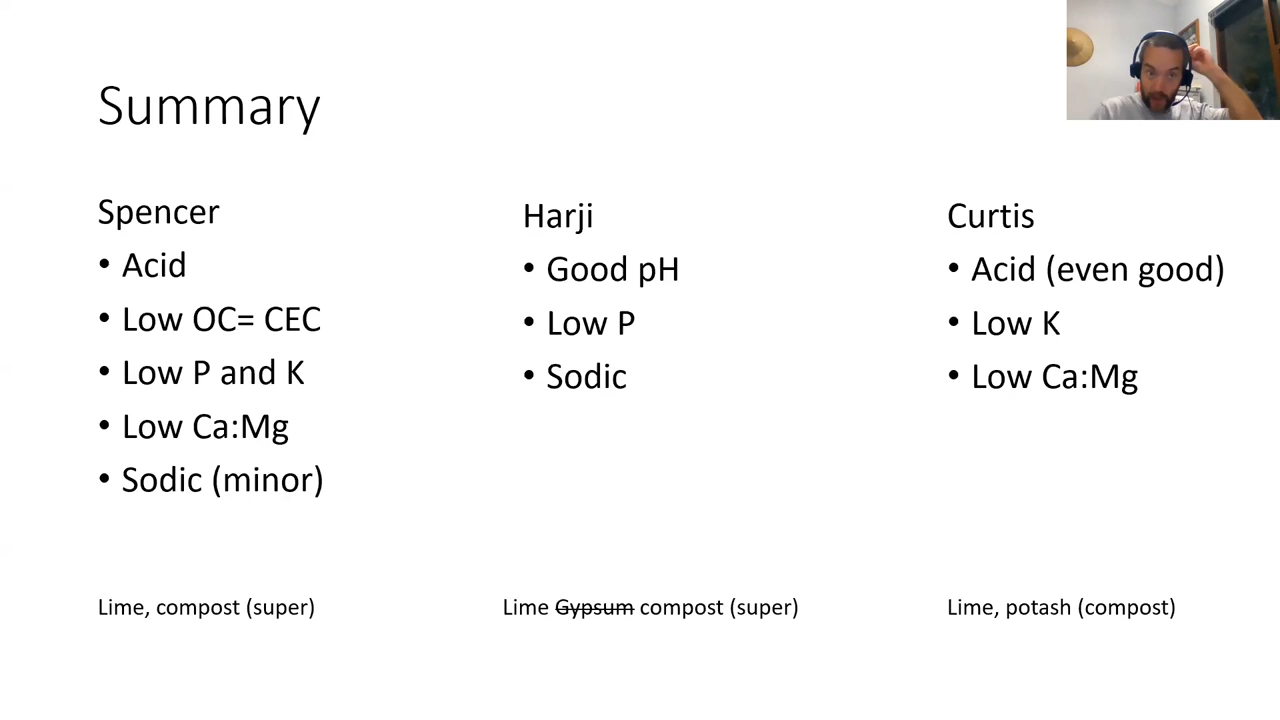 Summary
Spencer
• Acid
• Low OC= CEC
• Low P and K
• Low Ca:Mg
• Sodic (minor)
Lime, compost (super)
Harji
• Good pH
• Low P
• Sodic
Lime Gypsum compost (super)
Curtis
• Acid (even good)
• Low K
• Low Ca:Mg
Lime, potash (compost)